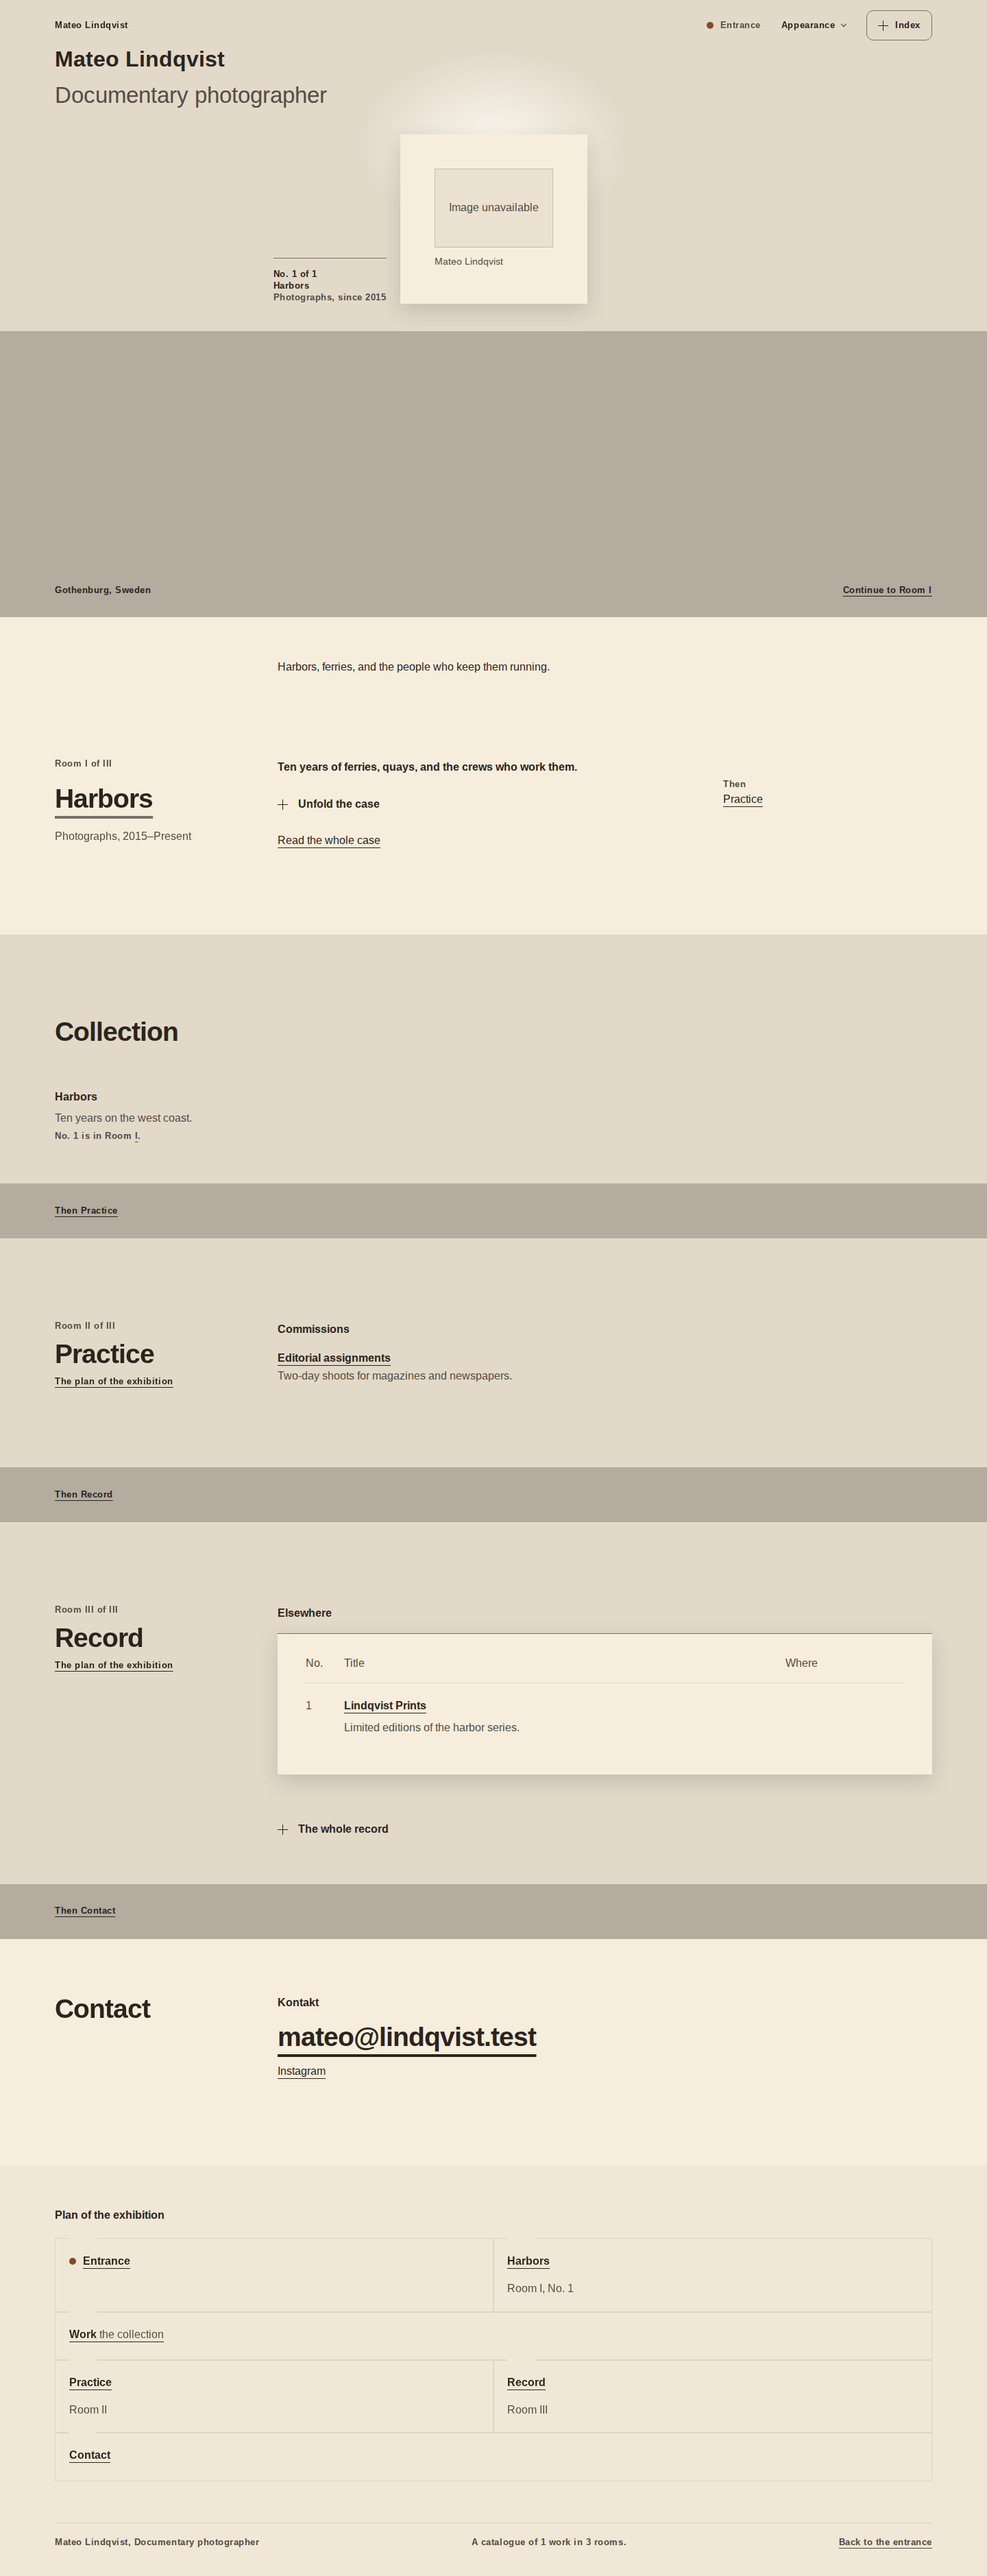 Mateo Lindqvist
Entrance
Appearance
Index
Mateo Lindqvist
Documentary photographer
Image unavailable
Mateo Lindqvist
No. 1 of 1
Harbors
Photographs, since 2015
Gothenburg, Sweden
Continue to Room I
Harbors, ferries, and the people who keep them running.
Room I of III
Harbors
Photographs, 2015–Present
Ten years of ferries, quays, and the crews who work them.
Unfold the case
Read the whole case
Then
Practice
Collection
Harbors
Ten years on the west coast.
No. 1 is in Room I.
Then Practice
Room II of III
Practice
The plan of the exhibition
Commissions
Editorial assignments
Two-day shoots for magazines and newspapers.
Then Record
Room III of III
Record
The plan of the exhibition
Elsewhere
No. Title Where
1 Lindqvist Prints
Limited editions of the harbor series.
The whole record
Then Contact
Contact
Kontakt
mateo@lindqvist.test
Instagram
Plan of the exhibition
Entrance
Harbors
Room I, No. 1
Work the collection
Practice
Room II
Record
Room III
Contact
Mateo Lindqvist, Documentary photographer
A catalogue of 1 work in 3 rooms.
Back to the entrance